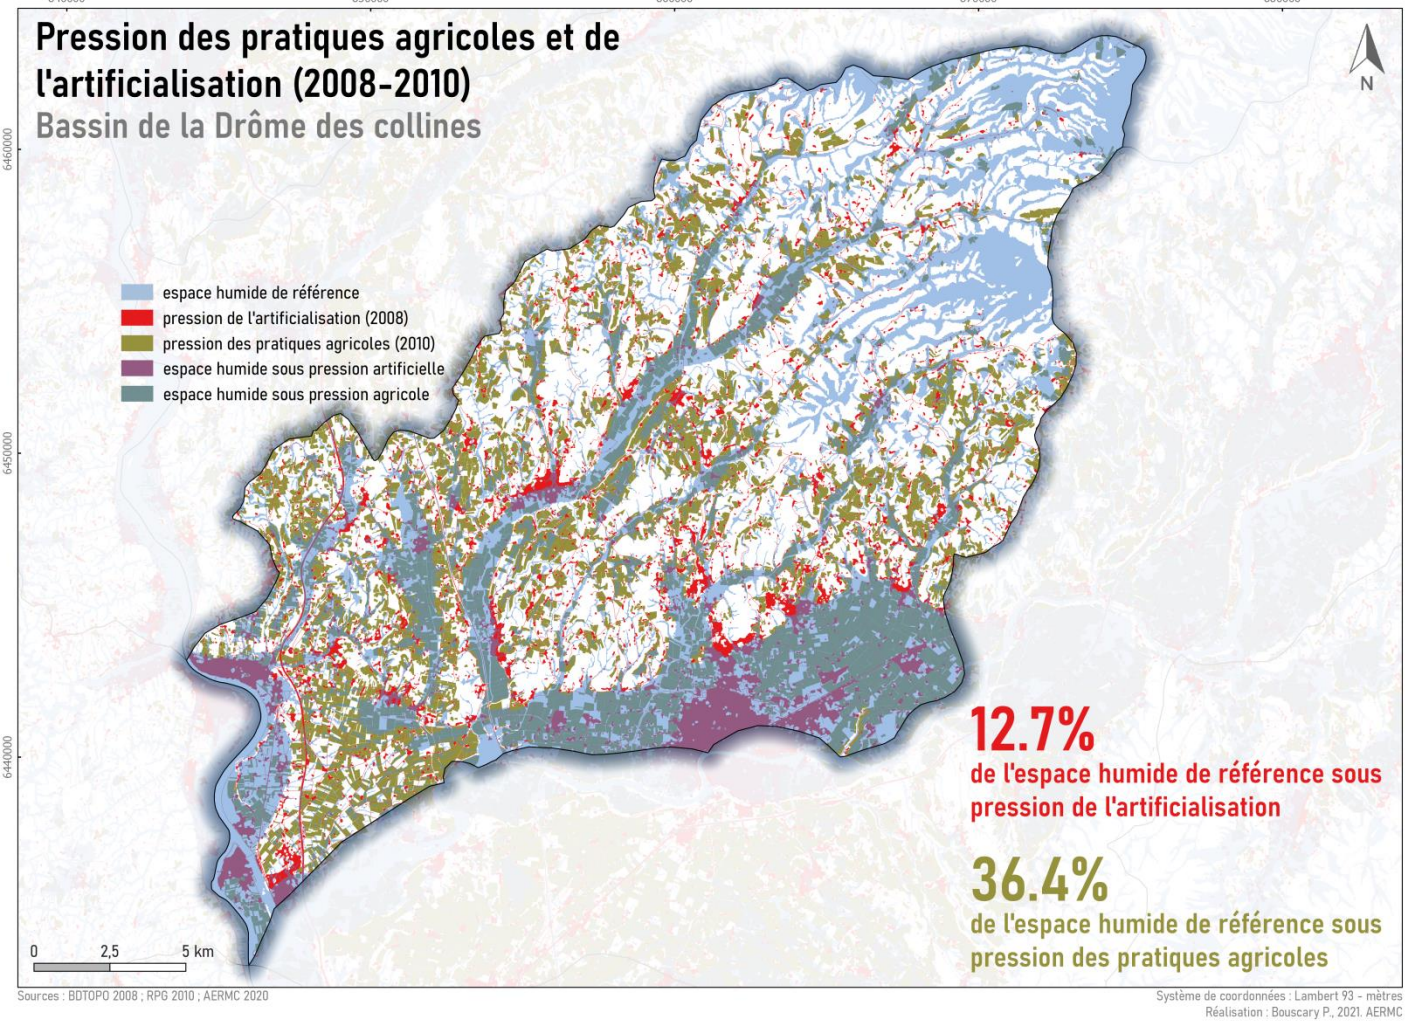 Pression des pratiques agricoles et de
l'artificialisation (2008-2010)
Bassin de la Drôme des collines
N
6460000
espace humide de référence
pression de l'artificialisation (2008)
pression des pratiques agricoles (2010)
espace humide sous pression artificielle
espace humide sous pression agricole
6450000
6440000
12.7%
de l'espace humide de référence sous
pression de l'artificialisation
36.4%
de l'espace humide de référence sous
pression des pratiques agricoles
0 2,5 5 km
Sources : BDTOPO 2008 ; RPG 2010 ; AERMC 2020
Système de coordonnées : Lambert 93 - mètres
Réalisation : Bouscary P., 2021. AERMC